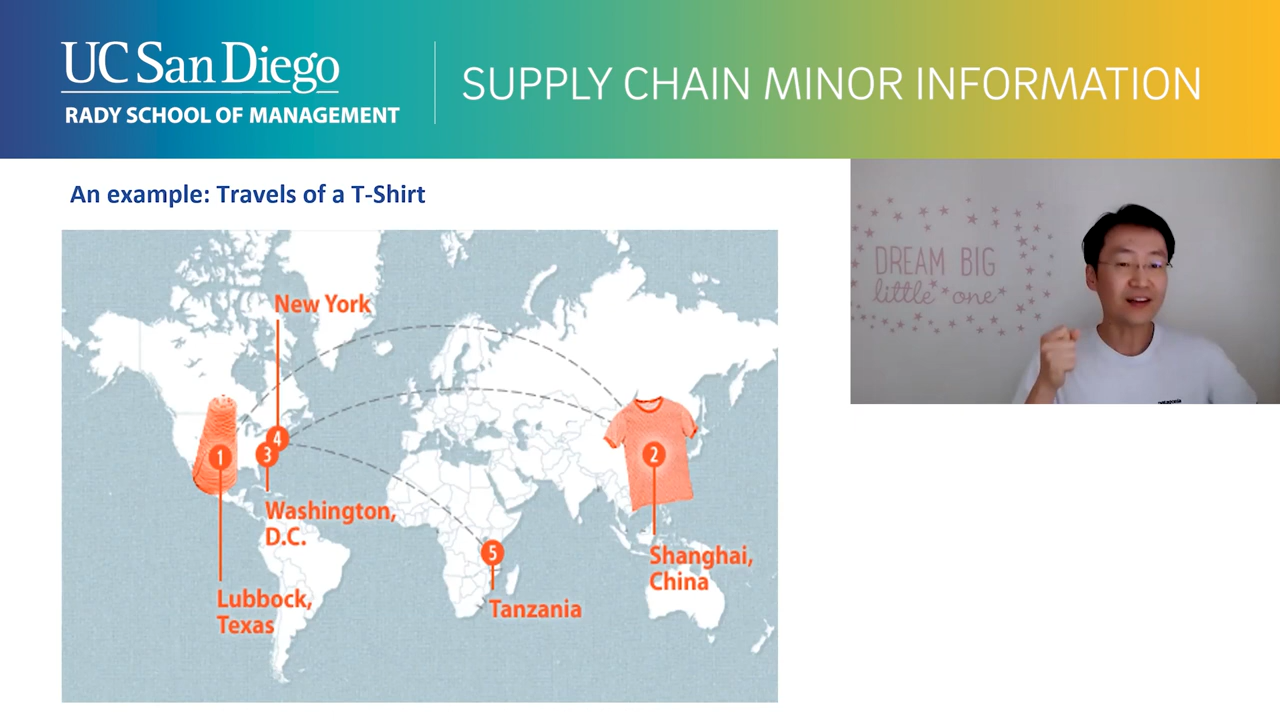 UC San Diego
RADY SCHOOL OF MANAGEMENT
SUPPLY CHAIN MINOR INFORMATION
An example: Travels of a T-Shirt
New York
1
4
3
2
Washington,
D.C.
5
Shanghai,
China
Lubbock,
Texas
Tanzania
DREAM BIG
little one